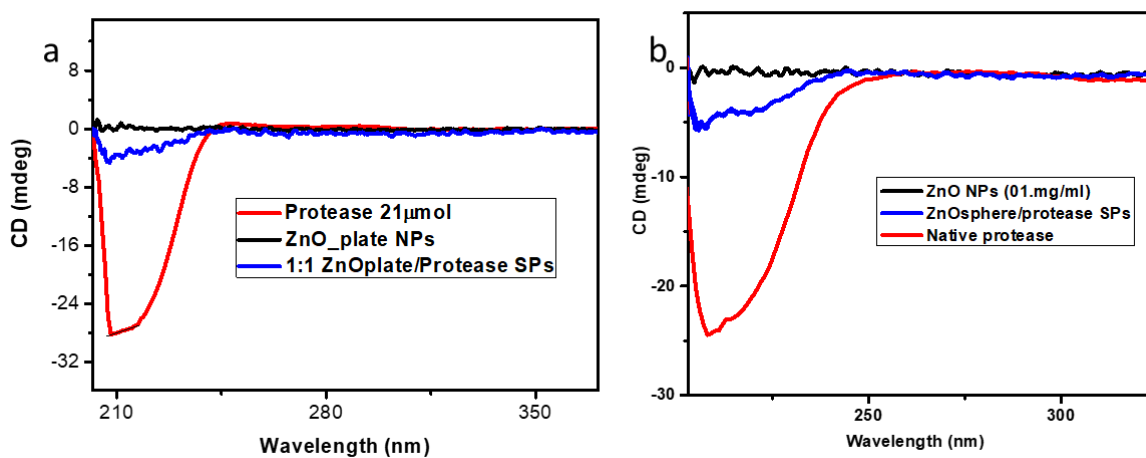 a
8
0
-8
-16
-24
-32
CD (mdeg)
Protease 21μmol
ZnO_plate NPs
1:1 ZnOplate/Protease SPs
210
280
350
Wavelength (nm)
b
0
-10
-20
-30
CD (mdeg)
ZnO NPs (01.mg/ml)
ZnOsphere/protease SPs
Native protease
250
300
Wavelength (nm)